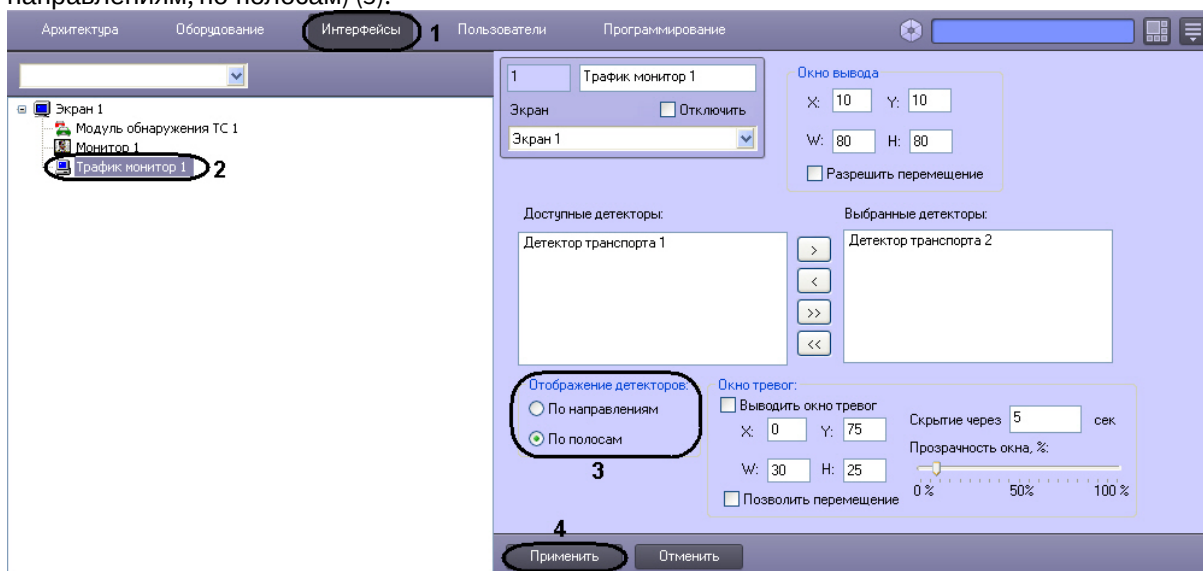 направлениям, по полосам) (3).
Архитектура Оборудование Интерфейсы 1 Пользователи Программирование
1 Трафик монитор 1
Экран Отключить
Экран 1
Окно вывода
X: 10 Y: 10
W: 80 H: 80
Разрешить перемещение
Экран 1
Модуль обнаружения ТС 1
Монитор 1
Трафик монитор 1 2
Доступные детекторы: Выбранные детекторы:
Детектор транспорта 1 Детектор транспорта 2
>
<
>>
<<
Отображение детекторов:
По направлениям
По полосам
3
Окно тревог:
Выводить окно тревог
X: 0 Y: 75
W: 30 H: 25
Позволить перемещение
Скрытие через 5 сек
Прозрачность окна, %:
0 % 50% 100 %
4
Применить Отменить